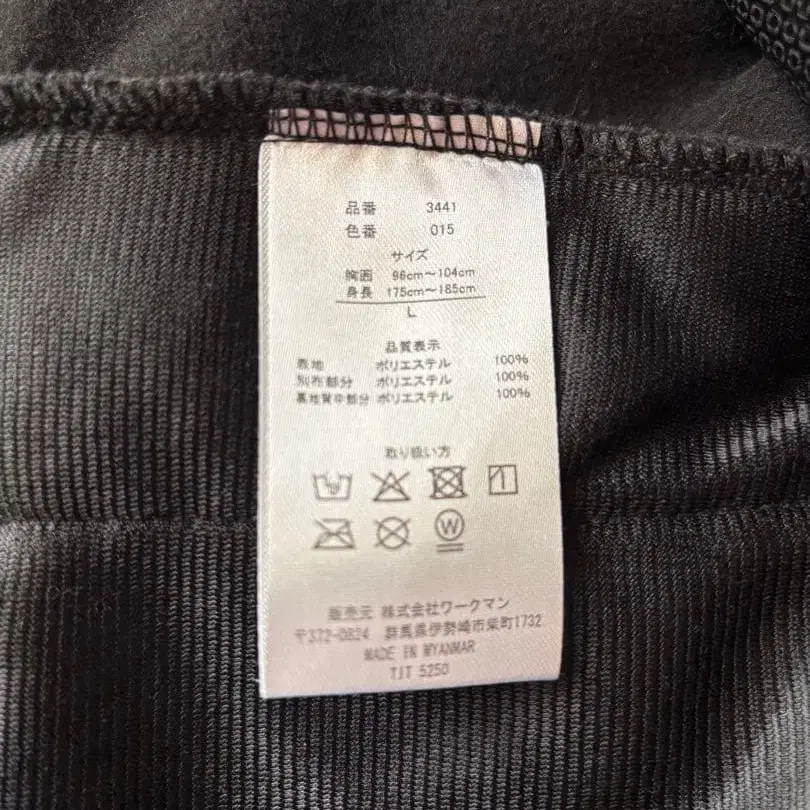 品番 3441
色番 015
サイズ
胸囲 96cm～104cm
身長 175cm～185cm
L
品質表示
表地 ポリエステル 100%
別布部分 ポリエステル 100%
裏地質中部分 ポリエステル 100%
取り扱い方
W
販売元 株式会社ワークマン
〒372-0824 群馬県伊勢崎市柴町1732
MADE IN MYANMAR
TIT 5250